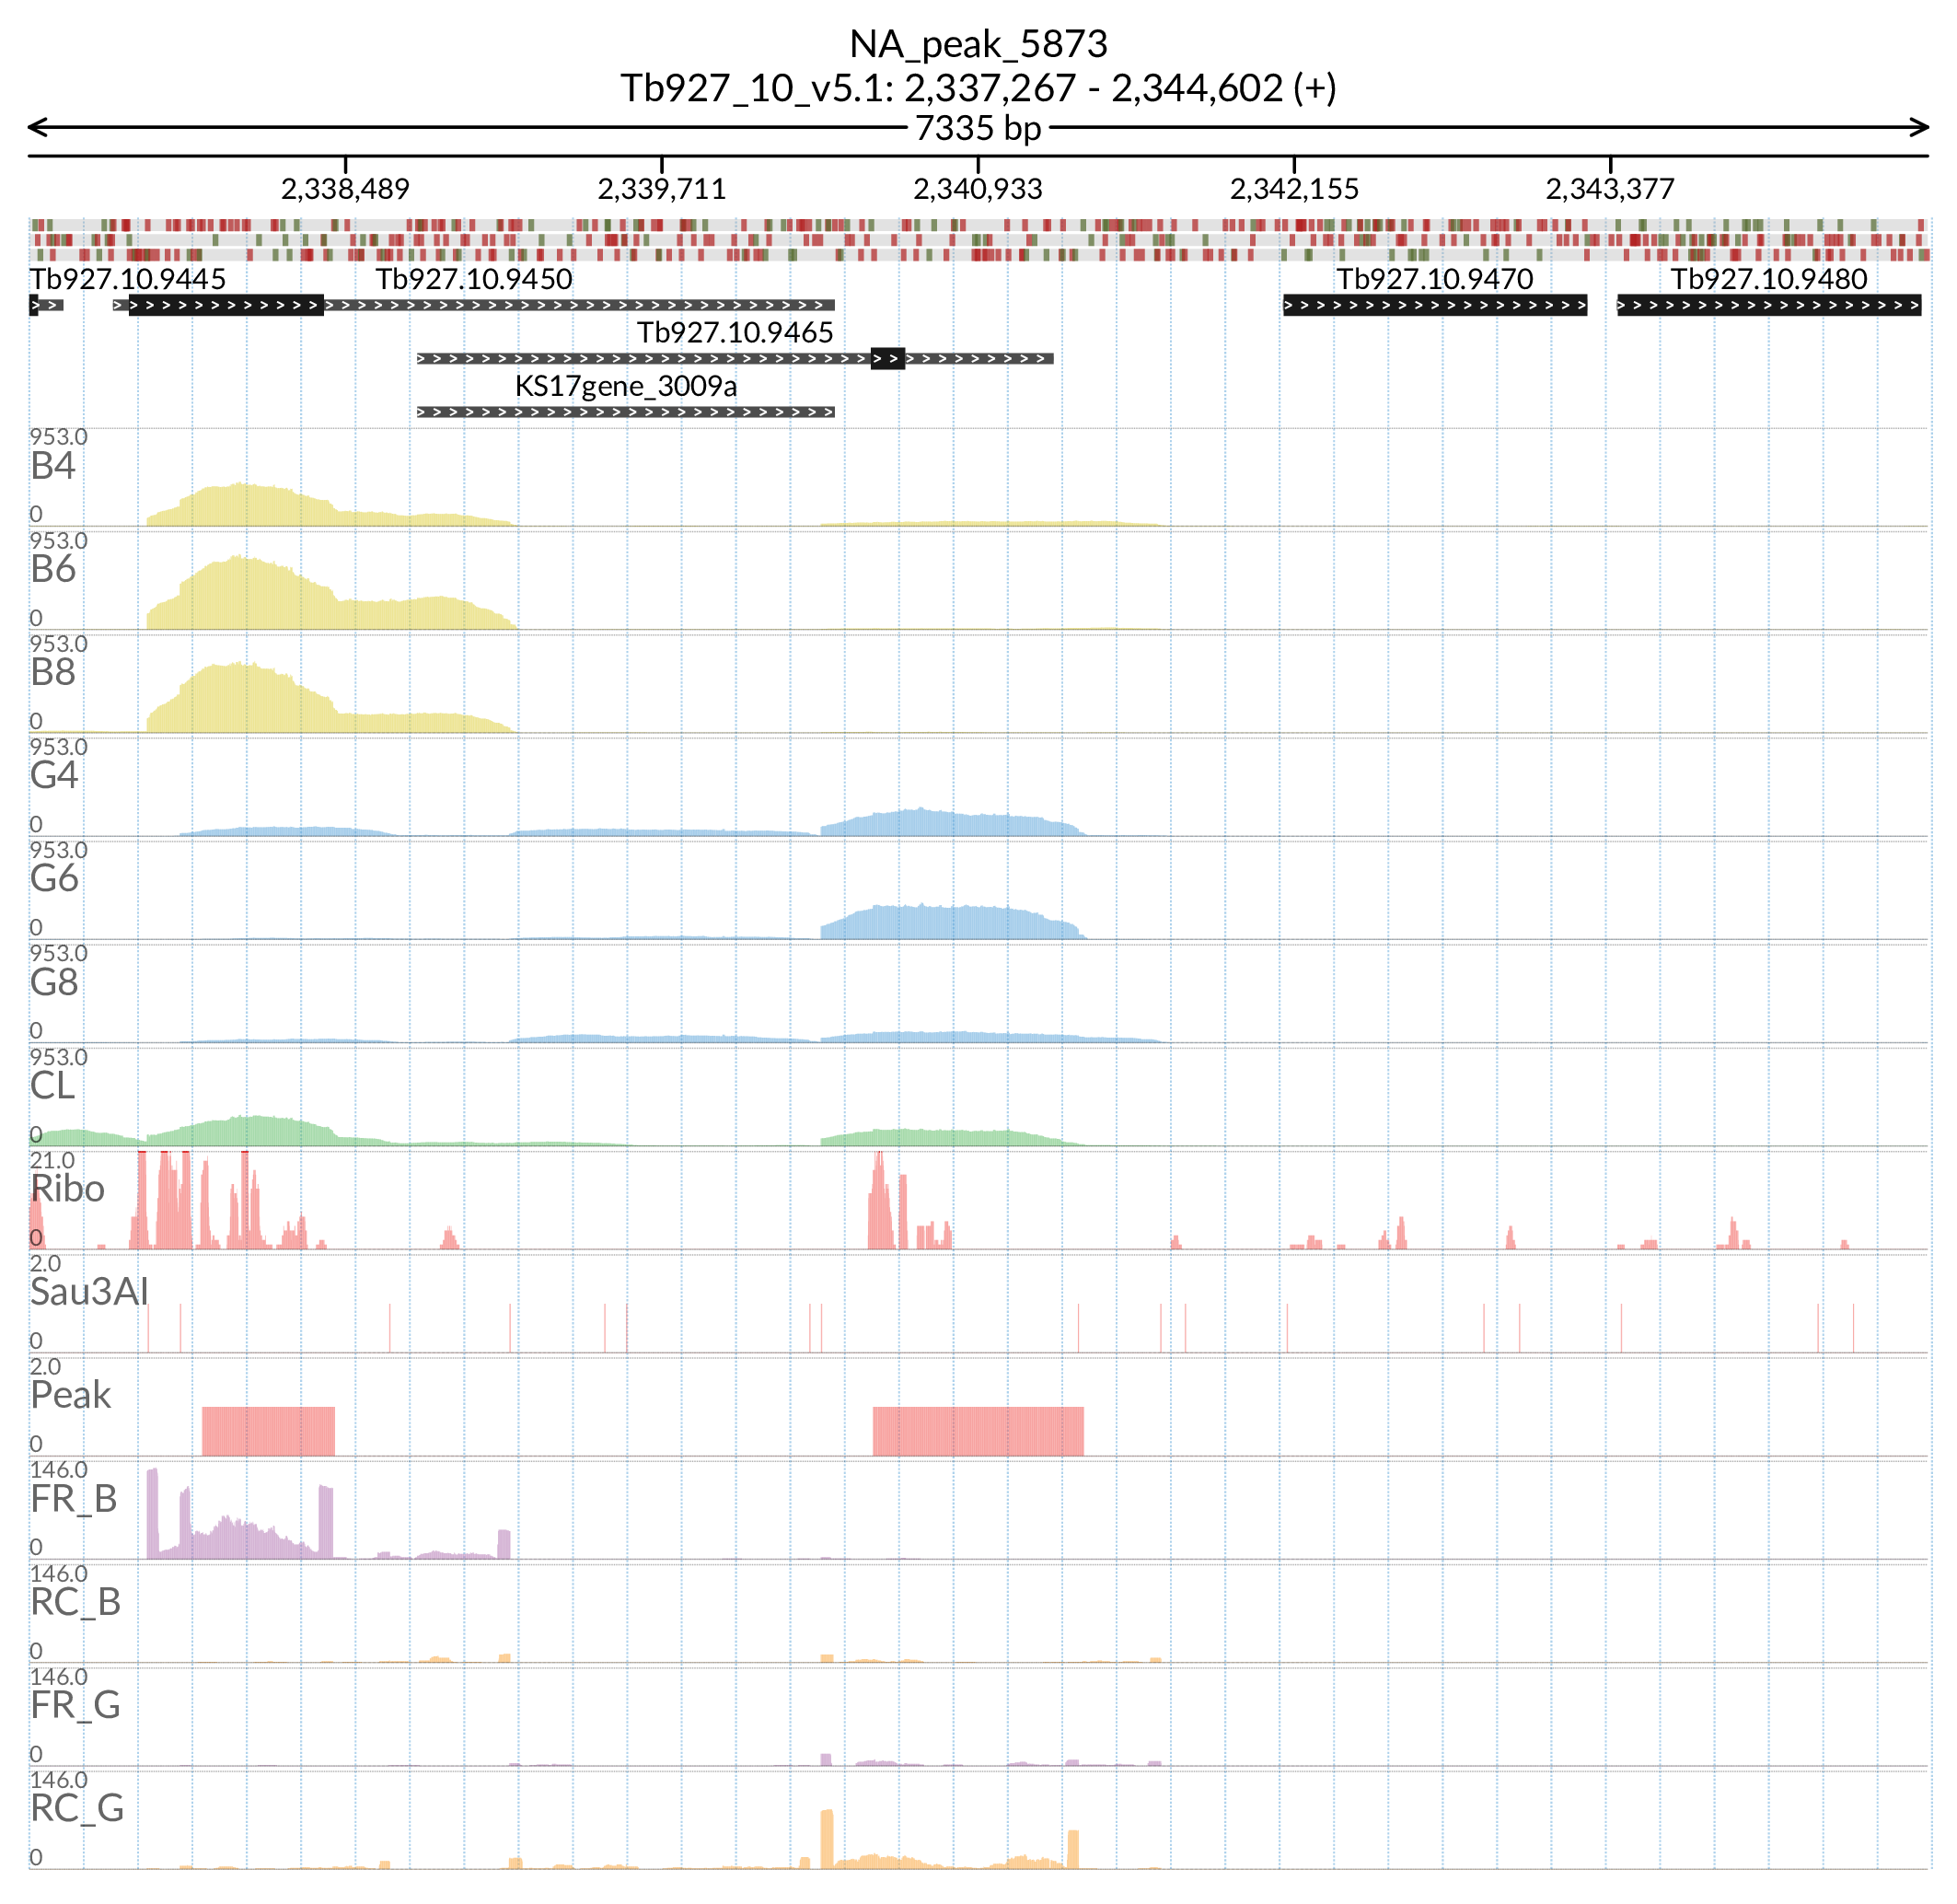 NA_peak_5873
Tb927_10_v5.1: 2,337,267 - 2,344,602 (+)
7335 bp
2,338,489 2,339,711 2,340,933 2,342,155 2,343,377
Tb927.10.9445 Tb927.10.9450 Tb927.10.9470 Tb927.10.9480
Tb927.10.9465
KS17gene_3009a
953.0
B4
0
953.0
B6
0
953.0
B8
0
953.0
G4
0
953.0
G6
0
953.0
G8
0
953.0
CL
0
21.0
Ribo
0
2.0
Sau3AI
0
2.0
Peak
0
146.0
FR_B
0
146.0
RC_B
0
146.0
FR_G
0
146.0
RC_G
0